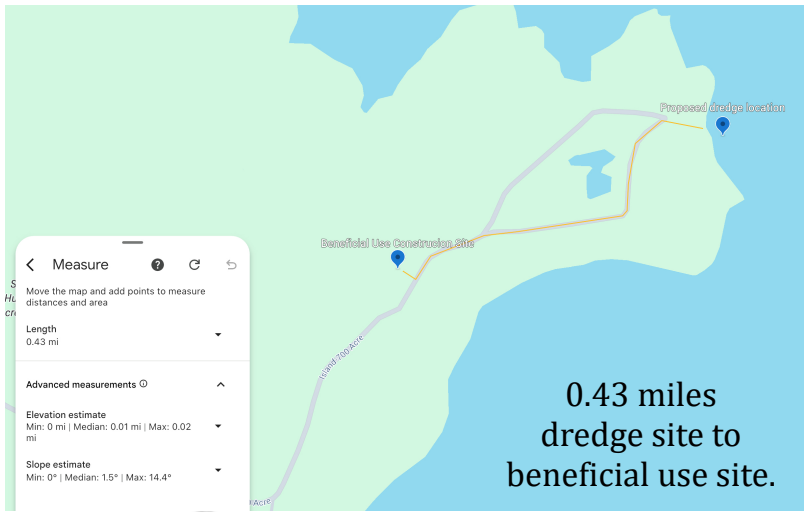 Proposed dredge location
Beneficial Use Construcion Site
Measure
Move the map and add points to measure
distances and area
Length
0.43 mi
Advanced measurements
Elevation estimate
Min: 0 mi | Median: 0.01 mi | Max: 0.02
mi
Slope estimate
Min: 0° | Median: 1.5° | Max: 14.4°
Island 700 Acre
Acre
0.43 miles
dredge site to
beneficial use site.